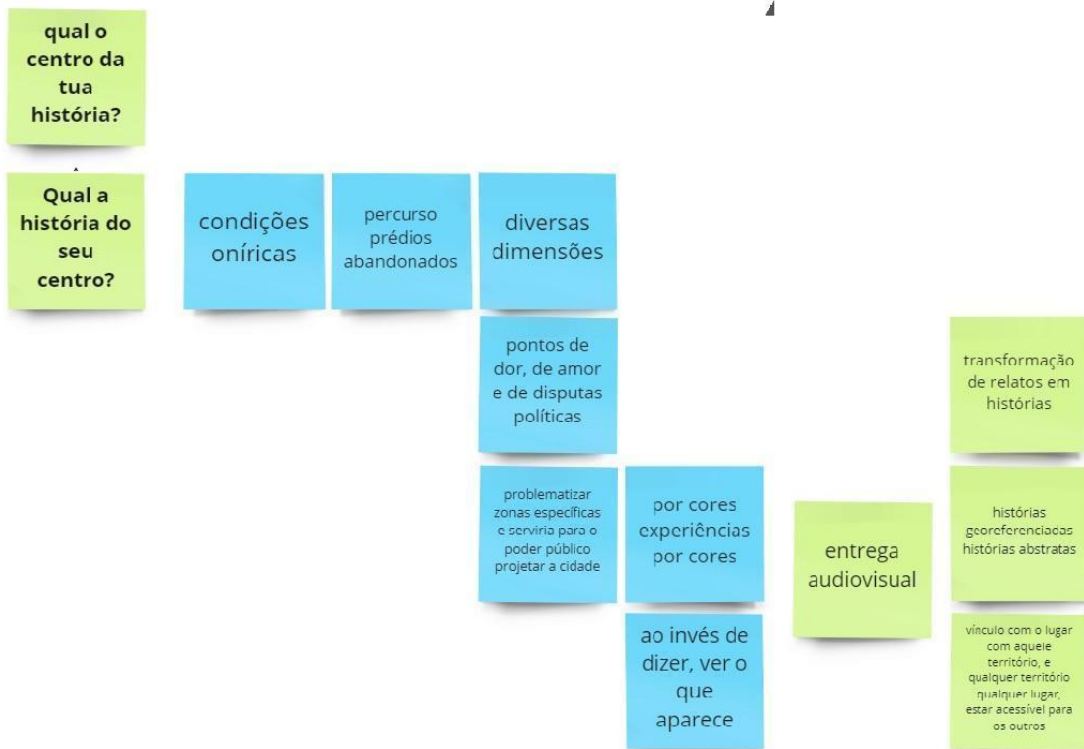 qual o
centro da
tua
história?
Qual a
história do
seu
centro?
condições
oníricas
percurso
prédios
abandonados
diversas
dimensões
pontos de
dor, de amor
e de disputas
políticas
problematizar
zonas específicas
e serviria para o
poder público
projetar a cidade
por cores
experiências
por cores
ao invés de
dizer, ver o
que
aparece
entrega
audiovisual
transformação
de relatos em
histórias
histórias
georeferenciadas
histórias abstratas
vínculo com o lugar
com aquele
território, e
qualquer território
qualquer lugar,
estar acessível para
os outros